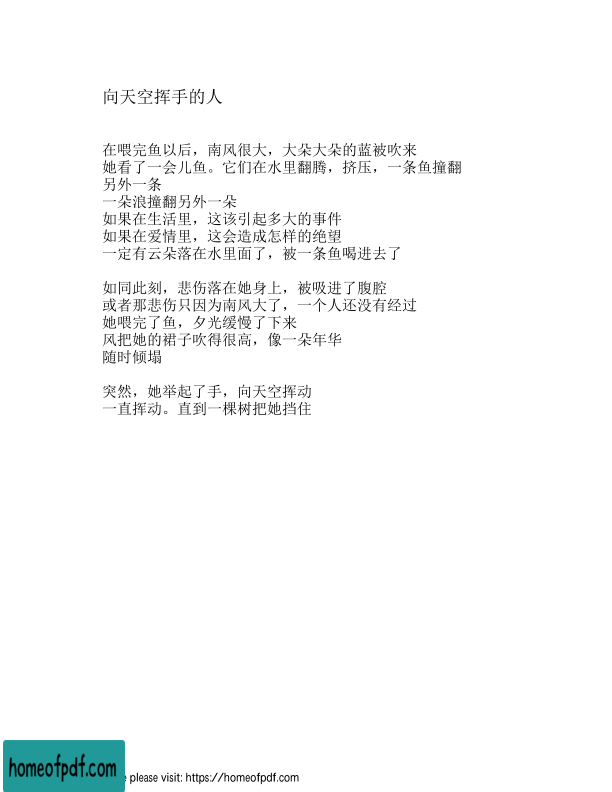 向天空挥手的人
在喂完鱼以后，南风很大，大朵大朵的蓝被吹来
她看了一会儿鱼。它们在水里翻腾，挤压，一条鱼撞翻
另外一条
一朵浪撞翻另外一朵
如果在生活里，这该引起多大的事件
如果在爱情里，这会造成怎样的绝望
一定有云朵落在水里面了，被一条鱼喝进去了
如同此刻，悲伤落在她身上，被吸进了腹腔
或者那悲伤只因为南风大了，一个人还没有经过
她喂完了鱼，夕光缓慢了下来
风把她的裙子吹得很高，像一朵年华
随时倾塌
突然，她举起了手，向天空挥动
一直挥动。直到一棵树把她挡住
homeofpdf.com
please visit: https://homeofpdf.com